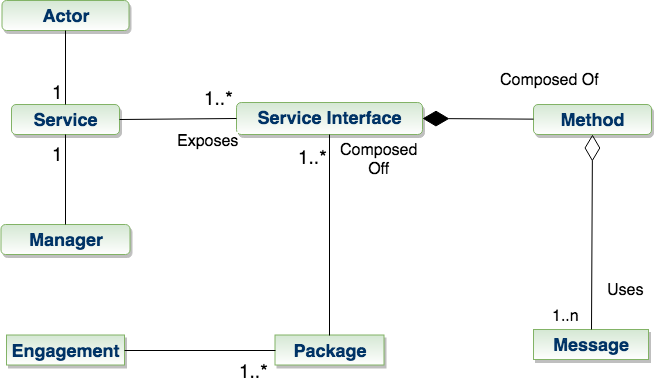 Actor
1
Service
1
Manager
1..*
Exposes
Service Interface
1..*
Composed
Off
Composed Of
Method
Uses
1..n
Message
Engagement
1..*
Package